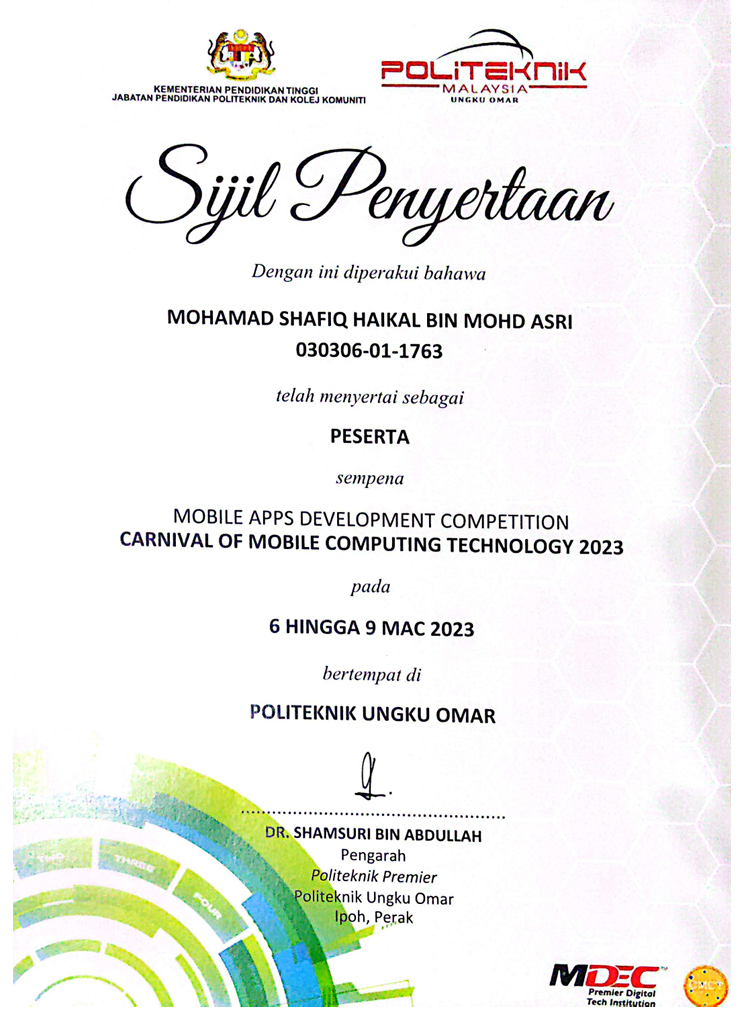 KEMENTERIAN PENDIDIKAN TINGGI
JABATAN PENDIDIKAN POLITEKNIK DAN KOLEJ KOMUNITI
POLiTEKniK
MALAYSIA
UNGKU OMAR
Sijil Penyertaan
Dengan ini diperakui bahawa
MOHAMAD SHAFIQ HAIKAL BIN MOHD ASRI
030306-01-1763
telah menyertai sebagai
PESERTA
sempena
MOBILE APPS DEVELOPMENT COMPETITION
CARNIVAL OF MOBILE COMPUTING TECHNOLOGY 2023
pada
6 HINGGA 9 MAC 2023
bertempat di
POLITEKNIK UNGKU OMAR
DR. SHAMSURI BIN ABDULLAH
Pengarah
Politeknik Premier
Politeknik Ungku Omar
Ipoh, Perak
TWO
THREE
FOUR
MDEC™
Premier Digital
Tech Institution
CMCT